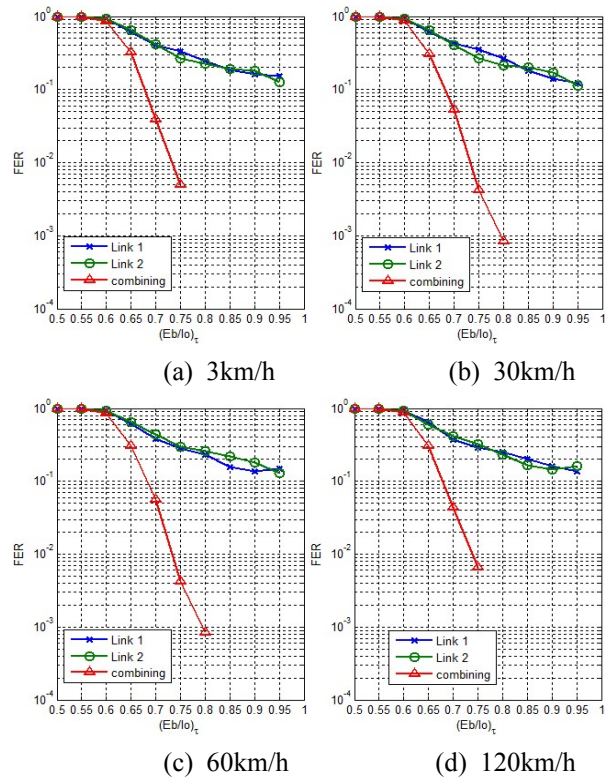 10^0
10^-1
10^-2
10^-3
10^-4
FER
Link 1
Link 2
combining
0.5 0.55 0.6 0.65 0.7 0.75 0.8 0.85 0.9 0.95 1
(Eb/Io)τ
(a) 3km/h
10^0
10^-1
10^-2
10^-3
10^-4
FER
Link 1
Link 2
combining
0.5 0.55 0.6 0.65 0.7 0.75 0.8 0.85 0.9 0.95 1
(Eb/Io)τ
(b) 30km/h
10^0
10^-1
10^-2
10^-3
10^-4
FER
Link 1
Link 2
combining
0.5 0.55 0.6 0.65 0.7 0.75 0.8 0.85 0.9 0.95 1
(Eb/Io)τ
(c) 60km/h
10^0
10^-1
10^-2
10^-3
10^-4
FER
Link 1
Link 2
combining
0.5 0.55 0.6 0.65 0.7 0.75 0.8 0.85 0.9 0.95 1
(Eb/Io)τ
(d) 120km/h